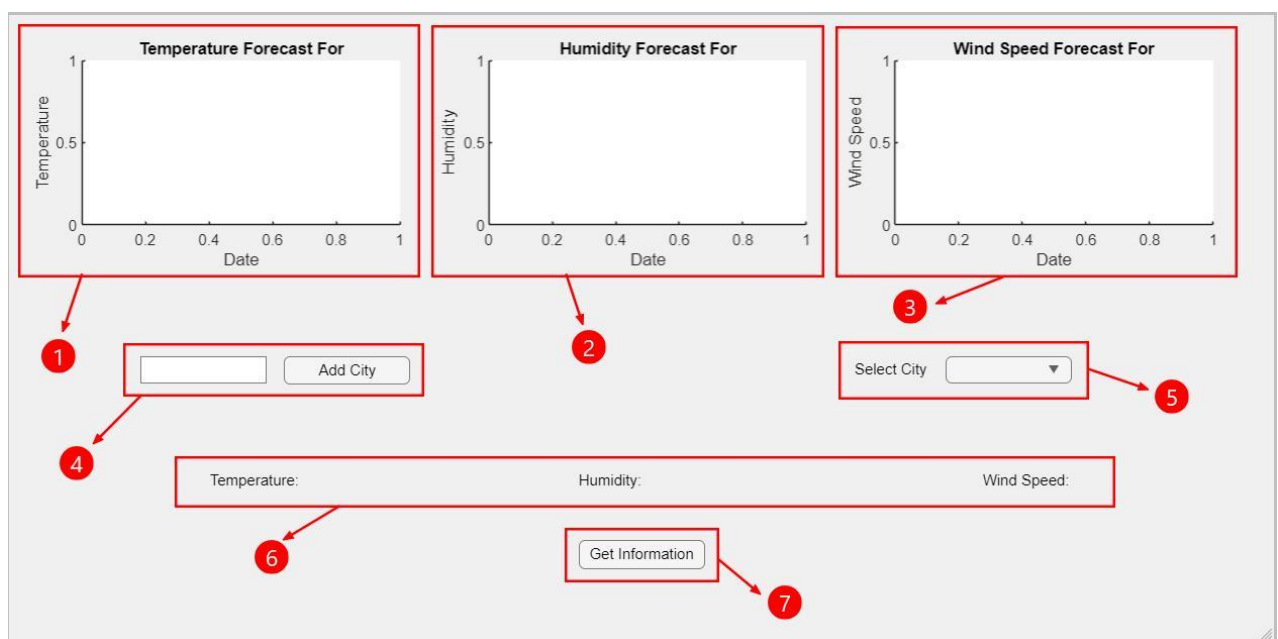 Temperature Forecast For
Humidity Forecast For
Wind Speed Forecast For
1
0.5
0
Temperature
0 0.2 0.4 0.6 0.8 1
Date
1
0.5
0
Humidity
0 0.2 0.4 0.6 0.8 1
Date
1
0.5
0
Wind Speed
0 0.2 0.4 0.6 0.8 1
Date
1
2
3
Add City
Select City
4
5
Temperature: Humidity: Wind Speed:
6
Get Information
7